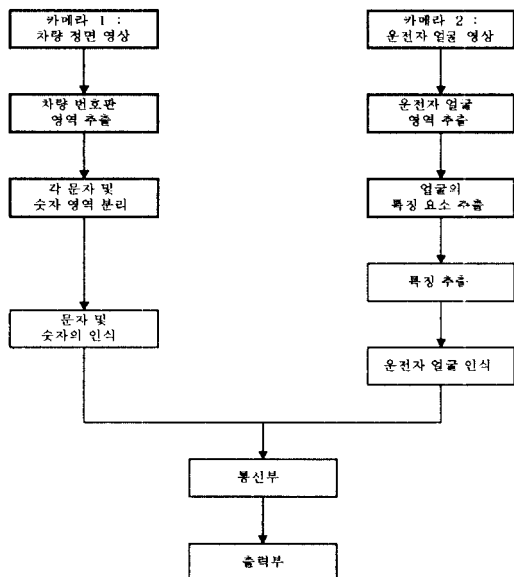 카메라 1 :
차량 정면 영상
차량 번호판
영역 추출
각 문자 및
숫자 영역 분리
문자 및
숫자의 인식
카메라 2 :
운전자 얼굴 영상
운전자 얼굴
영역 추출
얼굴의
특징 요소 추출
특징 추출
운전자 얼굴 인식
통신부
출력부